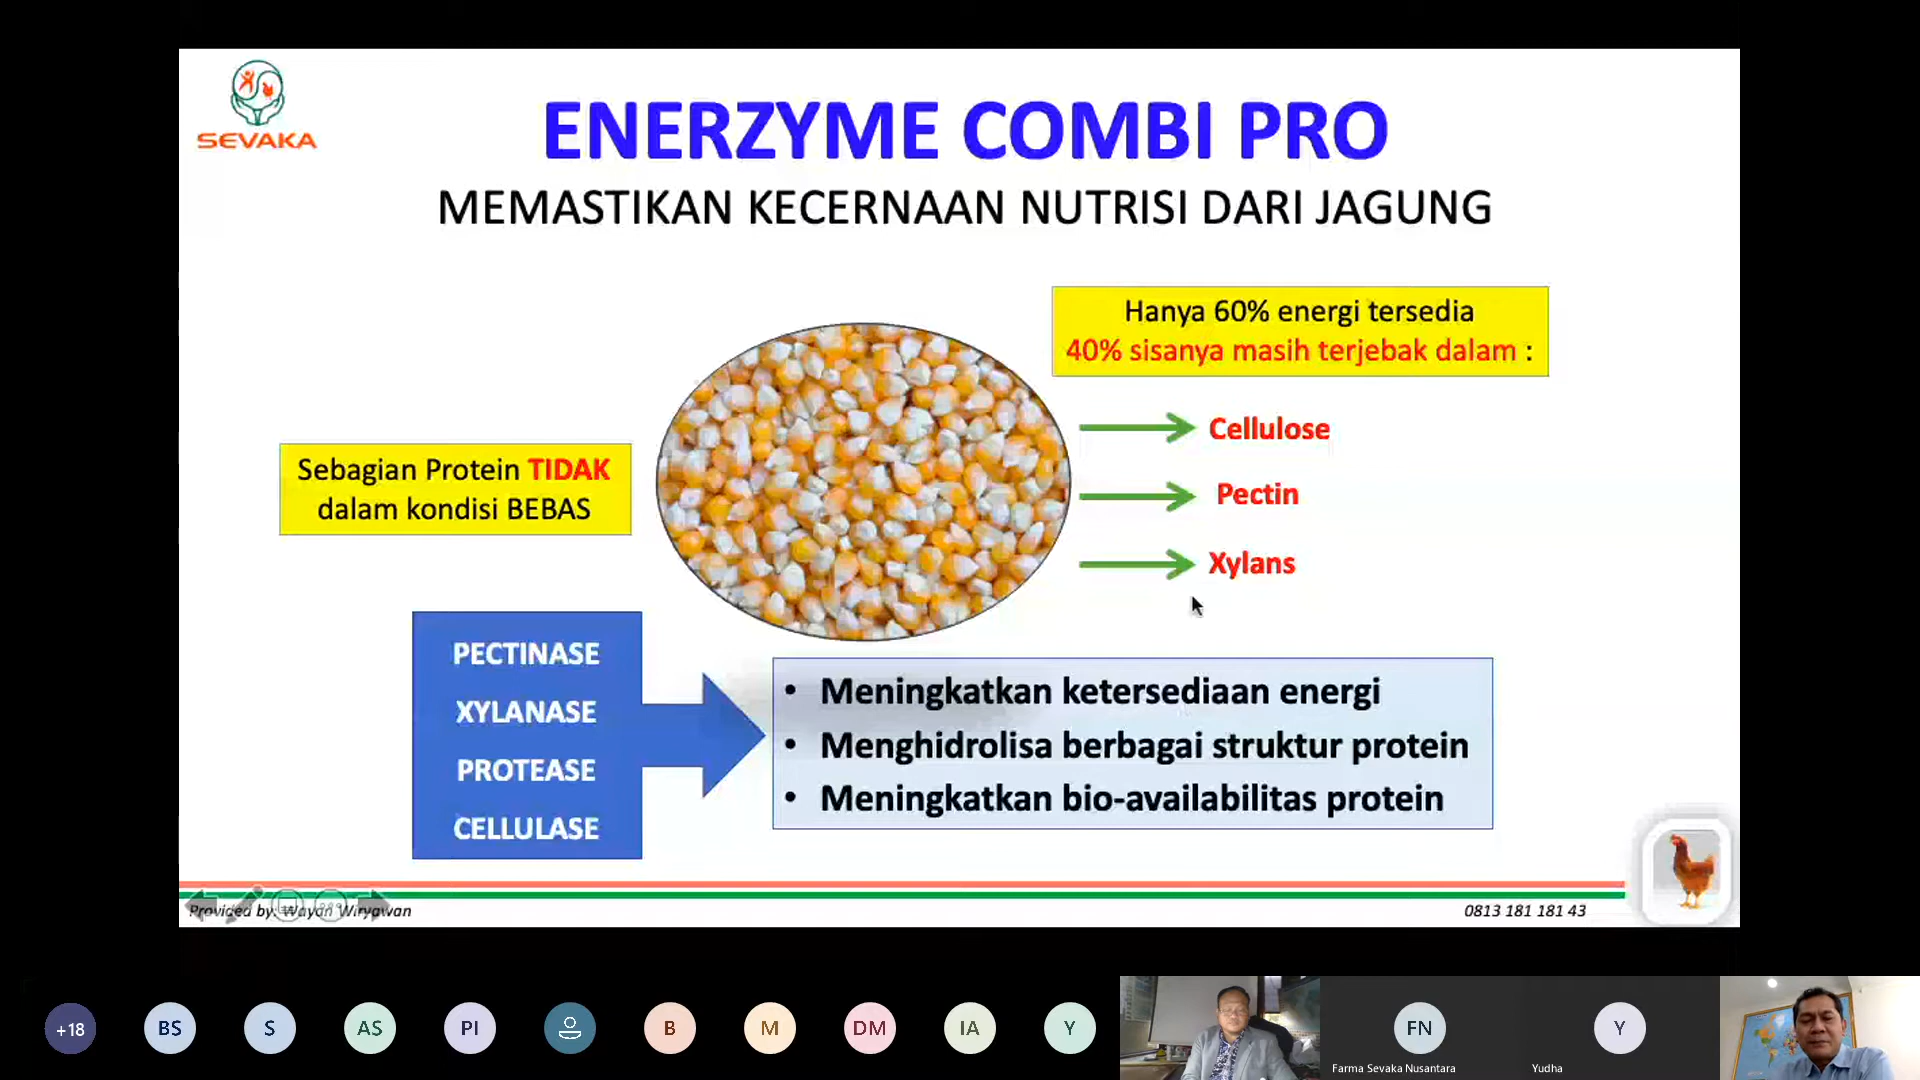 SEVAKA
ENERZYME COMBI PRO
MEMASTIKAN KECERNAAN NUTRISI DARI JAGUNG
Hanya 60% energi tersedia
40% sisanya masih terjebak dalam :
Cellulose
Pectin
Xylans
Sebagian Protein TIDAK
dalam kondisi BEBAS
PECTINASE
XYLANASE
PROTEASE
CELLULASE
• Meningkatkan ketersediaan energi
• Menghidrolisa berbagai struktur protein
• Meningkatkan bio-availabilitas protein
Provided by: Wayan Wiryawan
0813 181 181 43
+18
BS
S
AS
PI
B
M
DM
IA
Y
FN
Y
Farma Sevaka Nusantara
Yudha